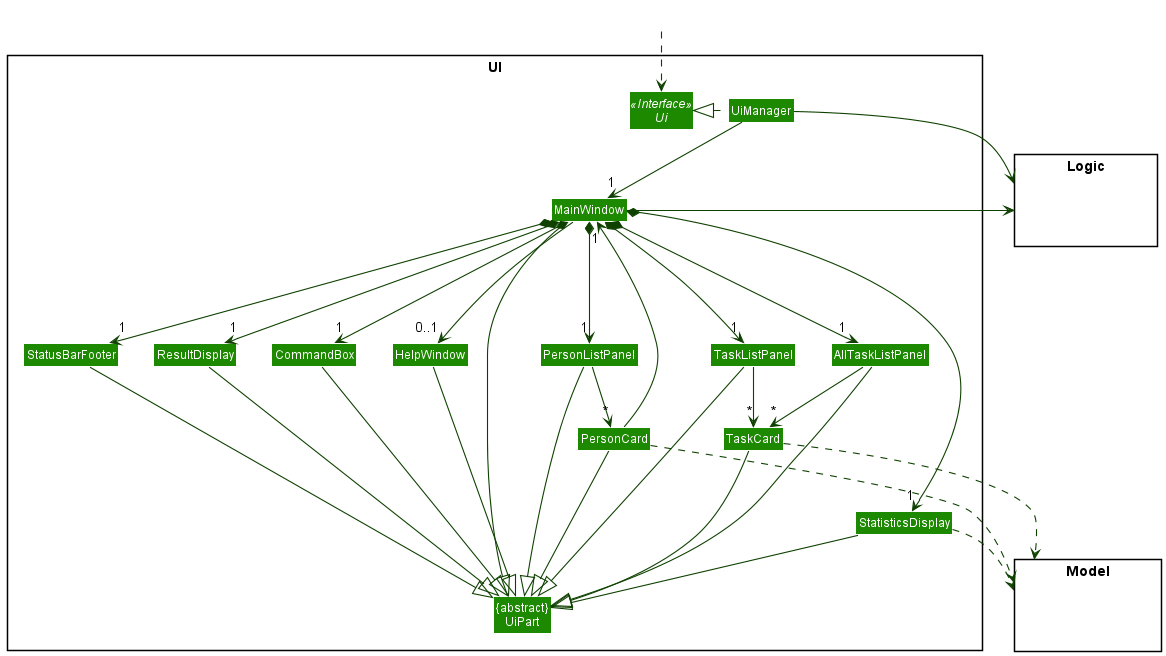 UI
«Interface»
Ui
UiManager
Logic
1
MainWindow
1
1
1
1
0..1
1
1
1
StatusBarFooter
ResultDisplay
CommandBox
HelpWindow
PersonListPanel
TaskListPanel
AllTaskListPanel
*
*
*
PersonCard
TaskCard
1
StatisticsDisplay
Model
{abstract}
UiPart